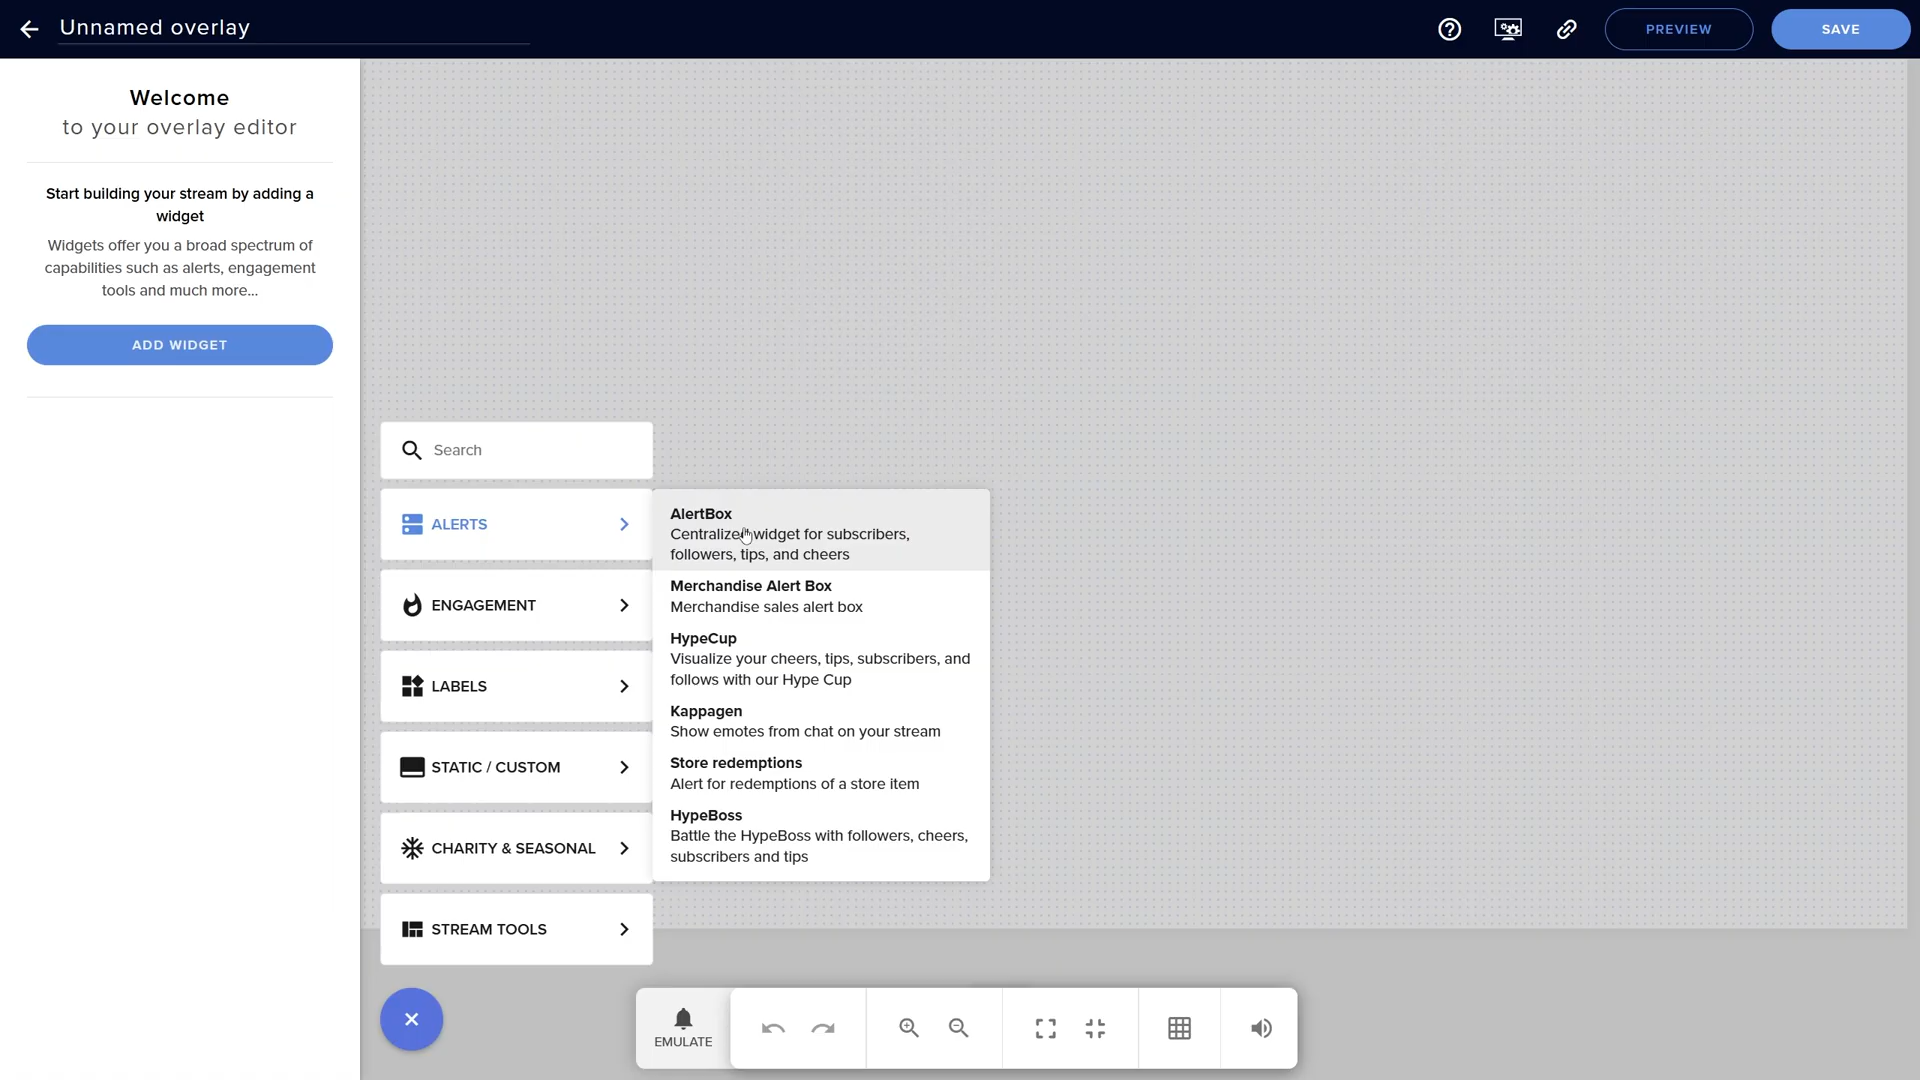 Unnamed overlay
PREVIEW
SAVE
Welcome
to your overlay editor
Start building your stream by adding a
widget
Widgets offer you a broad spectrum of
capabilities such as alerts, engagement
tools and much more...
ADD WIDGET
Search
ALERTS
ENGAGEMENT
LABELS
STATIC / CUSTOM
CHARITY & SEASONAL
STREAM TOOLS
AlertBox
Centralized widget for subscribers,
followers, tips, and cheers
Merchandise Alert Box
Merchandise sales alert box
HypeCup
Visualize your cheers, tips, subscribers, and
follows with our Hype Cup
Kappagen
Show emotes from chat on your stream
Store redemptions
Alert for redemptions of a store item
HypeBoss
Battle the HypeBoss with followers, cheers,
subscribers and tips
EMULATE